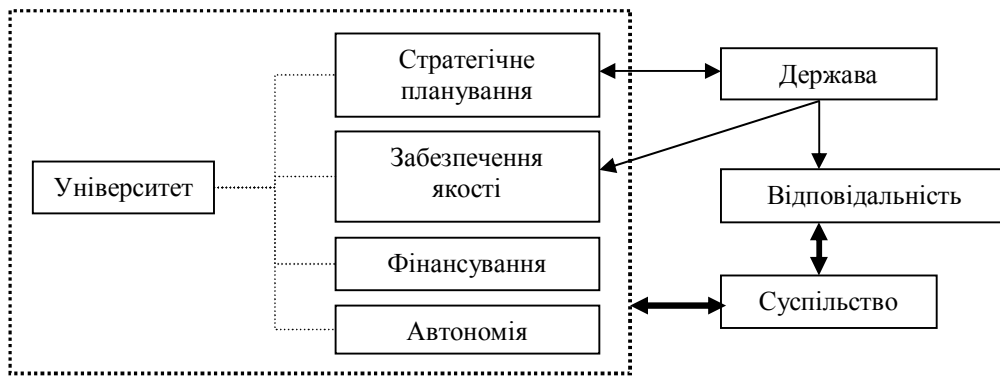 Стратегічне
планування
Держава
Забезпечення
якості
Університет
Відповідальність
Фінансування
Суспільство
Автономія